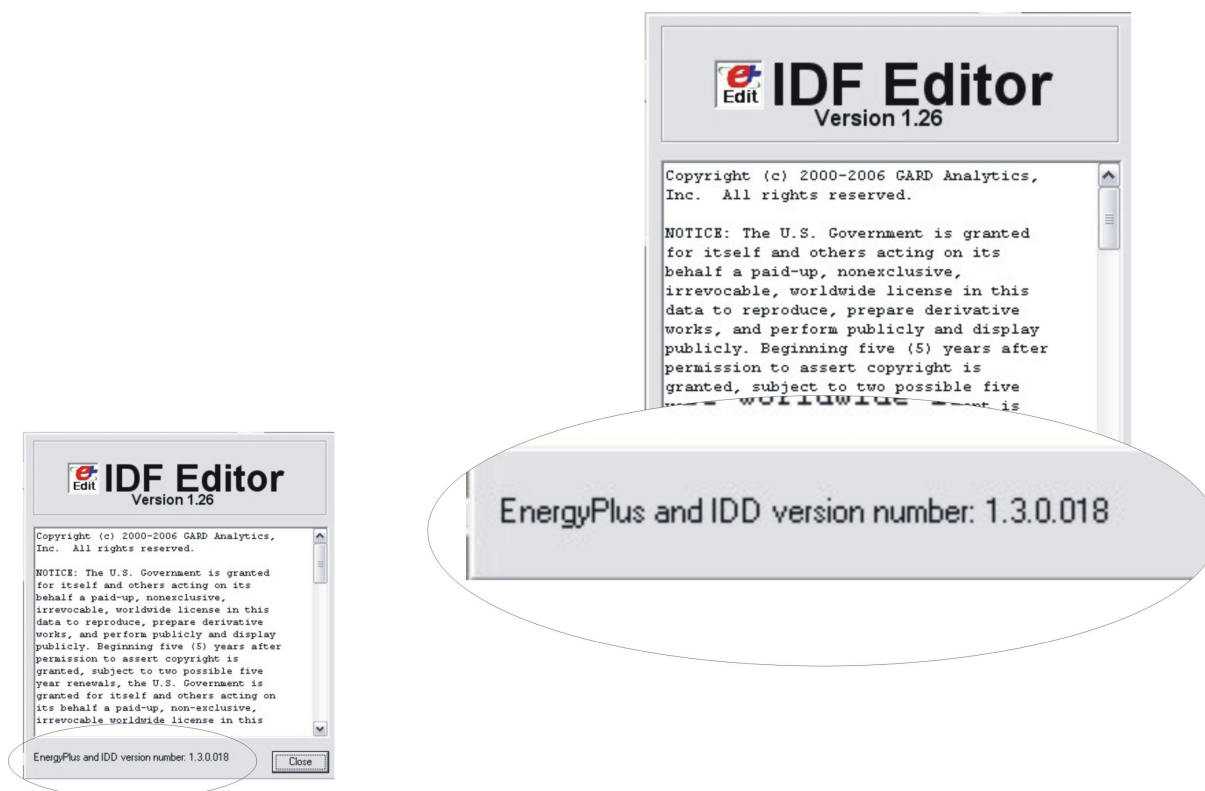 e+
Edit
IDF Editor
Version 1.26
Copyright (c) 2000-2006 GARD Analytics,
Inc. All rights reserved.
NOTICE: The U.S. Government is granted
for itself and others acting on its
behalf a paid-up, nonexclusive,
irrevocable, worldwide license in this
data to reproduce, prepare derivative
works, and perform publicly and display
publicly. Beginning five (5) years after
permission to assert copyright is
granted, subject to two possible five
worldwide
is
EnergyPlus and IDD version number: 1.3.0.018
e+
Edit
IDF Editor
Version 1.26
Copyright (c) 2000-2006 GARD Analytics,
Inc. All rights reserved.
NOTICE: The U.S. Government is granted
for itself and others acting on its
behalf a paid-up, nonexclusive,
irrevocable, worldwide license in this
data to reproduce, prepare derivative
works, and perform publicly and display
publicly. Beginning five (5) years after
permission to assert copyright is
granted, subject to two possible five
year renewals, the U.S. Government is
granted for itself and others acting on
its behalf a paid-up, non-exclusive,
irrevocable worldwide license in this
EnergyPlus and IDD version number: 1.3.0.018
Close